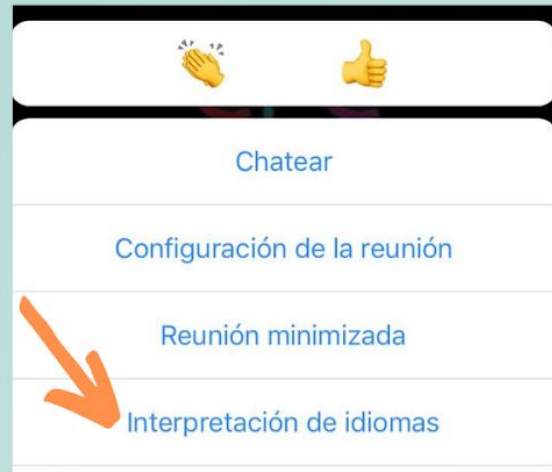 Chatear
Configuración de la reunión
Reunión minimizada
Interpretación de idiomas